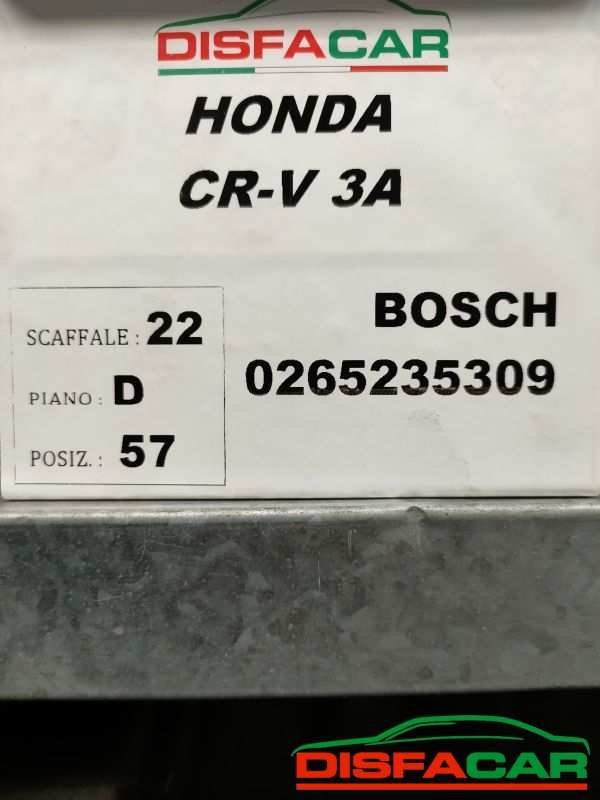 DISFACAR
HONDA
CR-V 3A
SCAFFALE : 22
PIANO : D
POSIZ. : 57
BOSCH
0265235309
DISFACAR